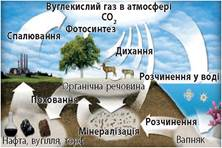 Вуглекислий газ в атмосфері
CO2
Спалювання
Фотосинтез
Дихання
Органічна речовина
Розчинення у воді
Поховання
Розчинення
Мінералізація
Нафта, вугілля, торф
Вапняк